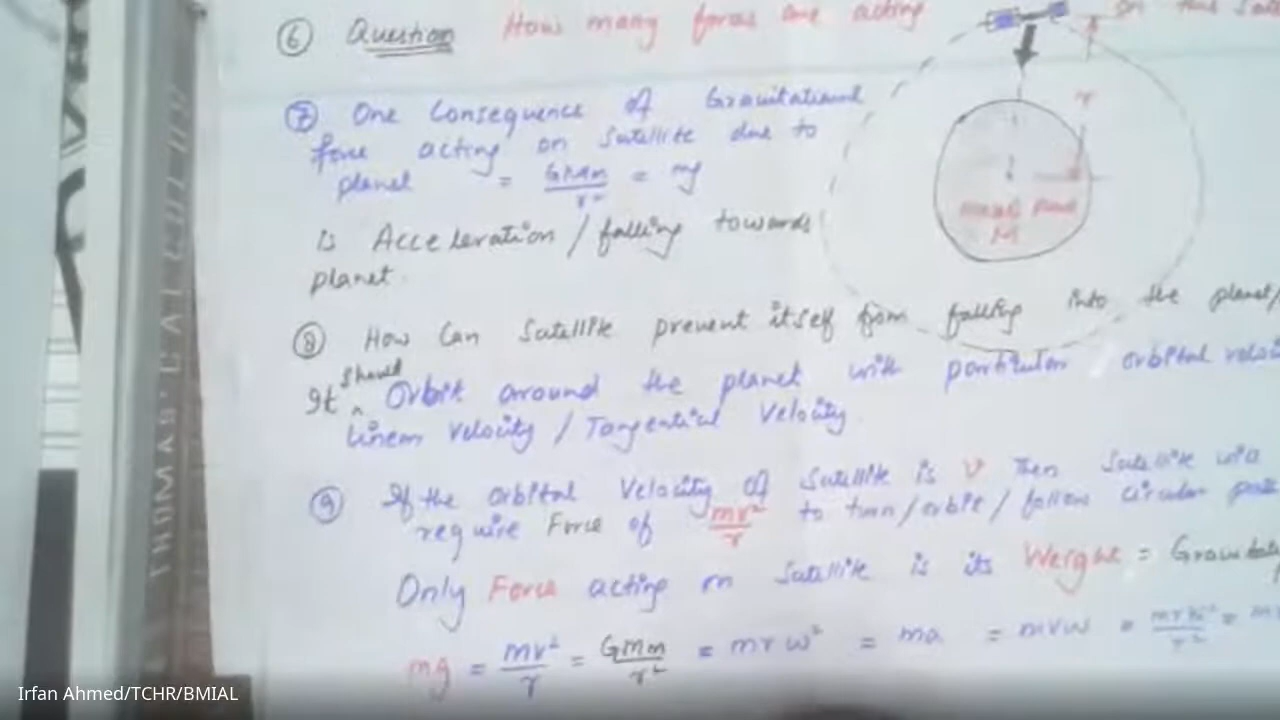 ⑥ Question How many forces are acting on this
⑦ One Consequence of Gravitational
force acting on Satellite due to
planet = GMm/r² = mg
is Acceleration / falling towards
planet.
M
r
⑧ How Can Satellite prevent itself from falling into the planet/
It should Orbit around the planet with particular orbital
linear velocity / Tangential Velocity.
⑨ If the orbital Velocity of Satellite is V then Satellite will
require Force of mv²/r to turn/orbit/follow circular path
Only Force acting on Satellite is its Weight =
mg = mv²/r = GMm/r² = mrω² = ma = mvω =
THOMAS' CALCULUS
Irfan Ahmed/TCHR/BMIAL